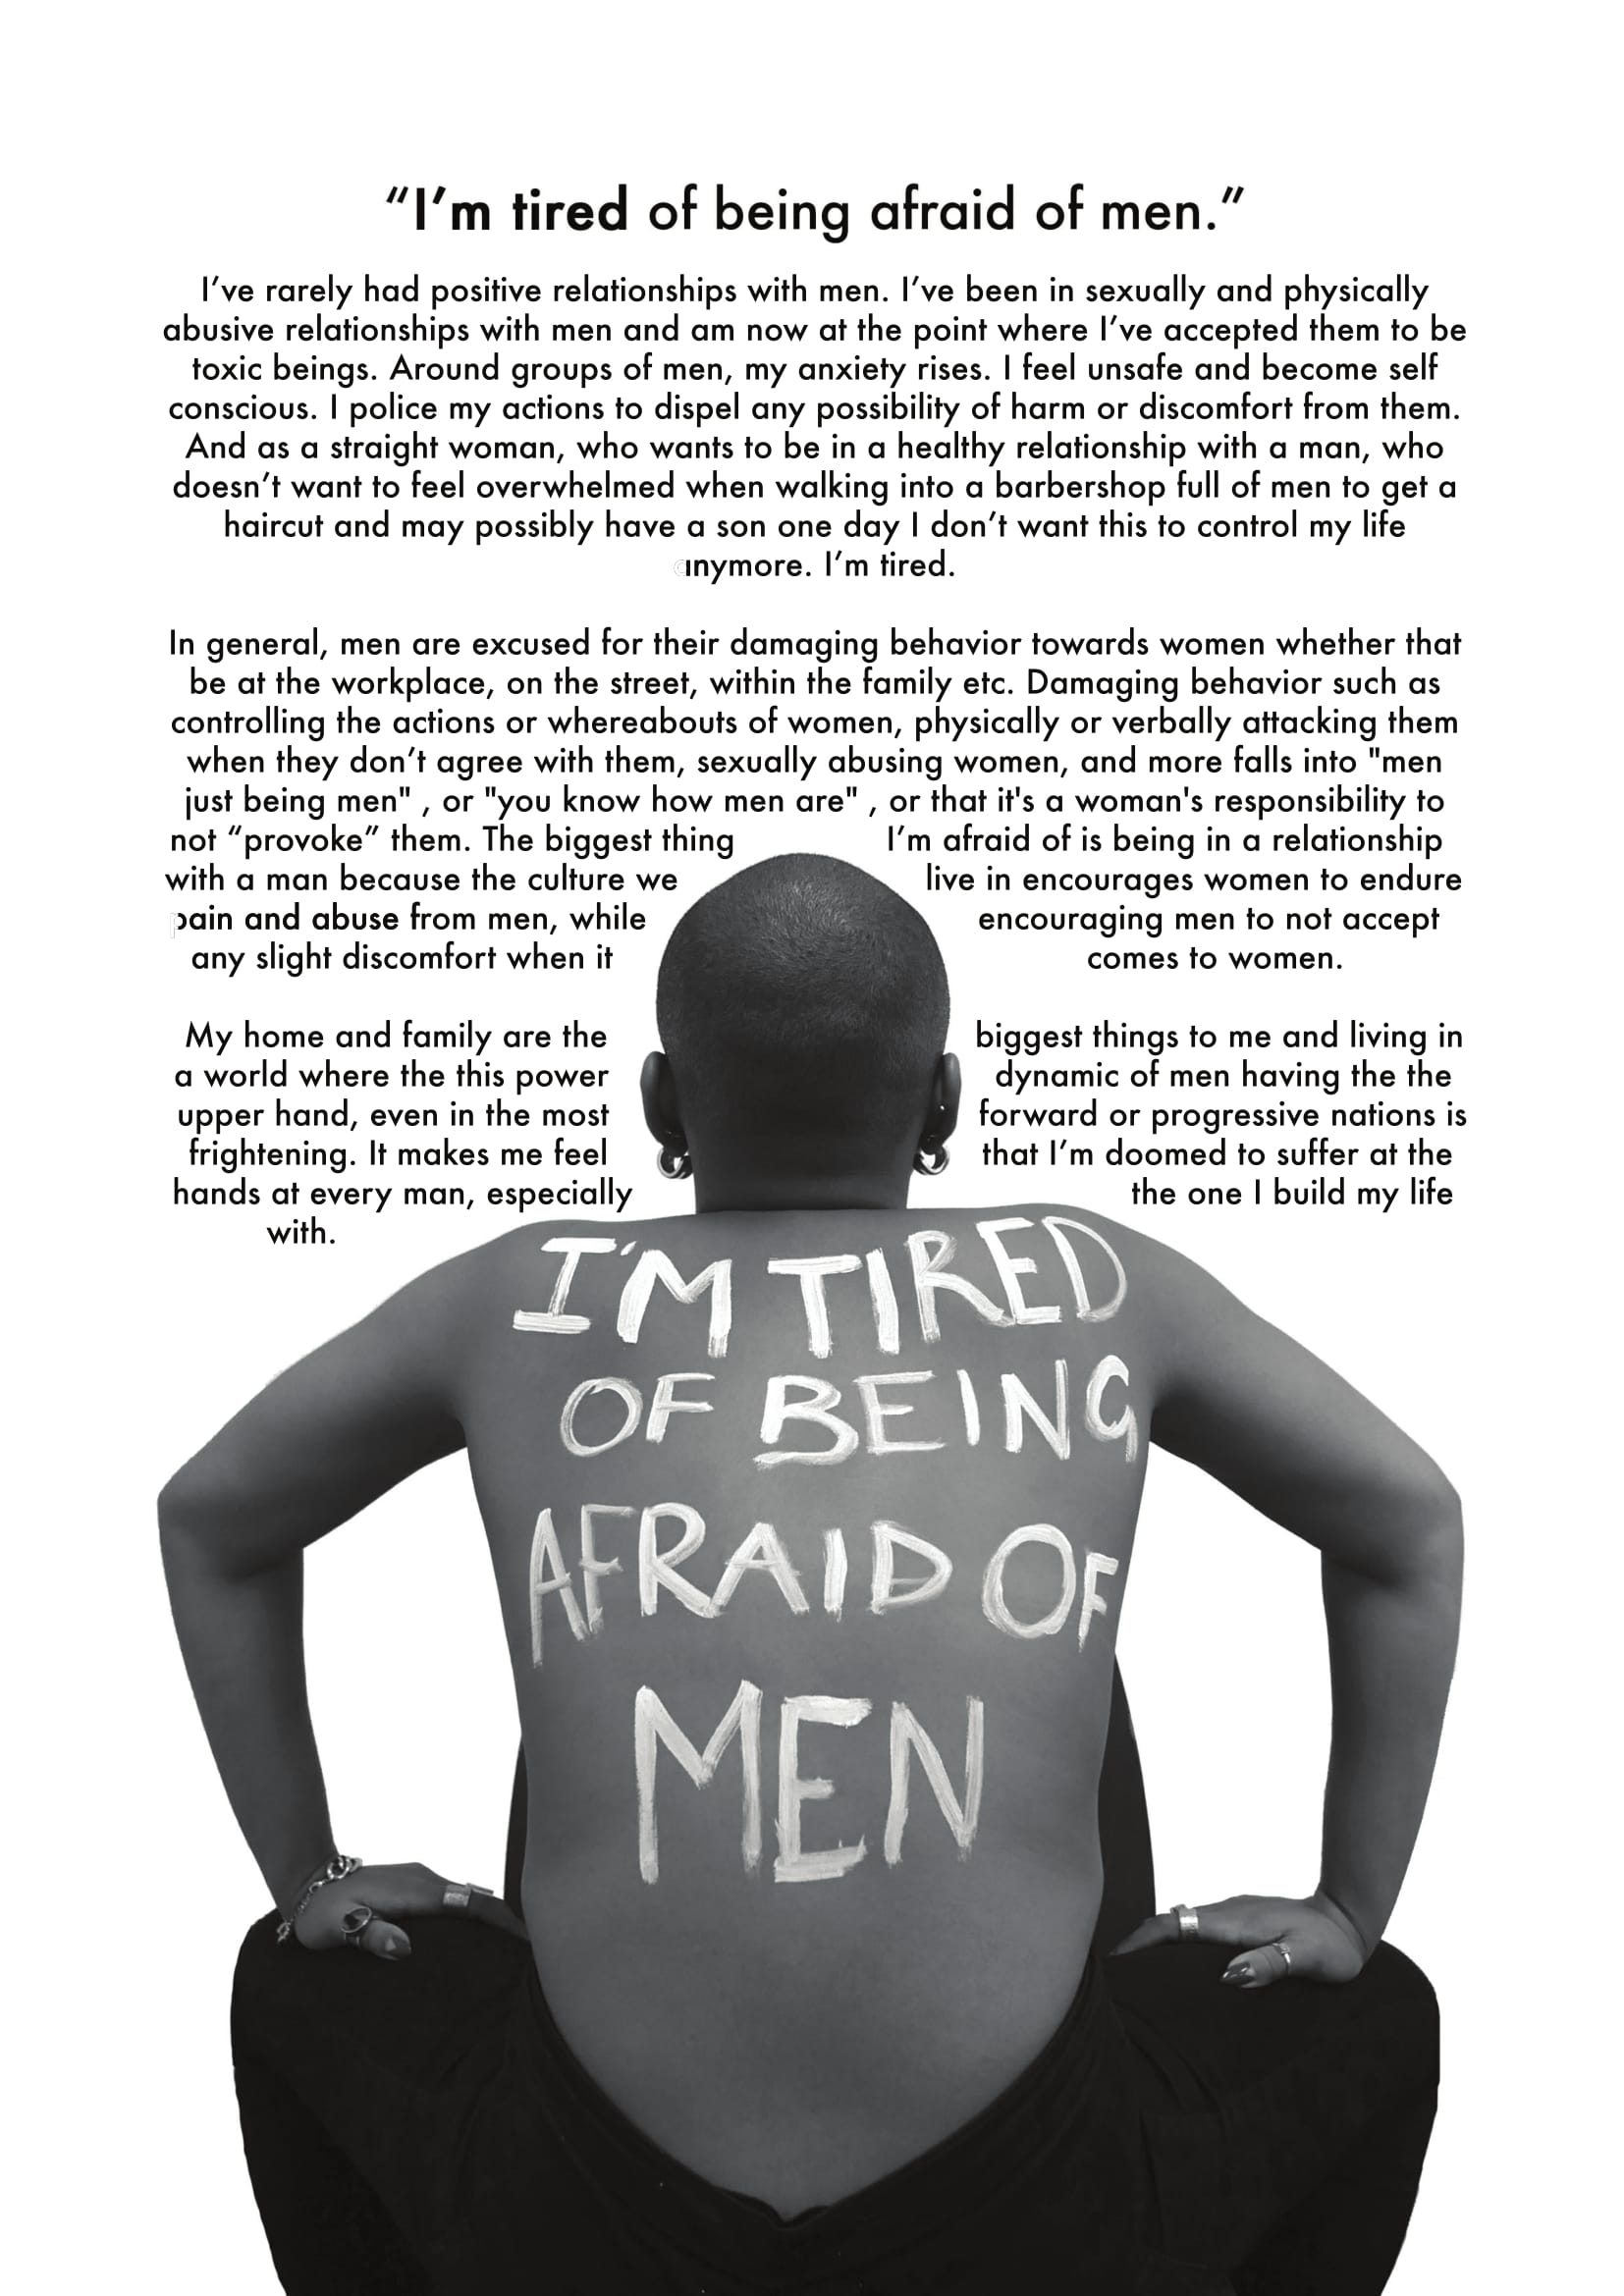 “I’m tired of being afraid of men.”
I’ve rarely had positive relationships with men. I’ve been in sexually and physically
abusive relationships with men and am now at the point where I’ve accepted them to be
toxic beings. Around groups of men, my anxiety rises. I feel unsafe and become self
conscious. I police my actions to dispel any possibility of harm or discomfort from them.
And as a straight woman, who wants to be in a healthy relationship with a man, who
doesn’t want to feel overwhelmed when walking into a barbershop full of men to get a
haircut and may possibly have a son one day I don’t want this to control my life
anymore. I’m tired.
In general, men are excused for their damaging behavior towards women whether that
be at the workplace, on the street, within the family etc. Damaging behavior such as
controlling the actions or whereabouts of women, physically or verbally attacking them
when they don’t agree with them, sexually abusing women, and more falls into "men
just being men" , or "you know how men are" , or that it's a woman's responsibility to
not “provoke” them. The biggest thing I’m afraid of is being in a relationship
with a man because the culture we live in encourages women to endure
pain and abuse from men, while encouraging men to not accept
any slight discomfort when it comes to women.
My home and family are the biggest things to me and living in
a world where the this power dynamic of men having the the
upper hand, even in the most forward or progressive nations is
frightening. It makes me feel that I’m doomed to suffer at the
hands at every man, especially the one I build my life
with.
I'M TIRED
OF BEING
AFRAID OF
MEN